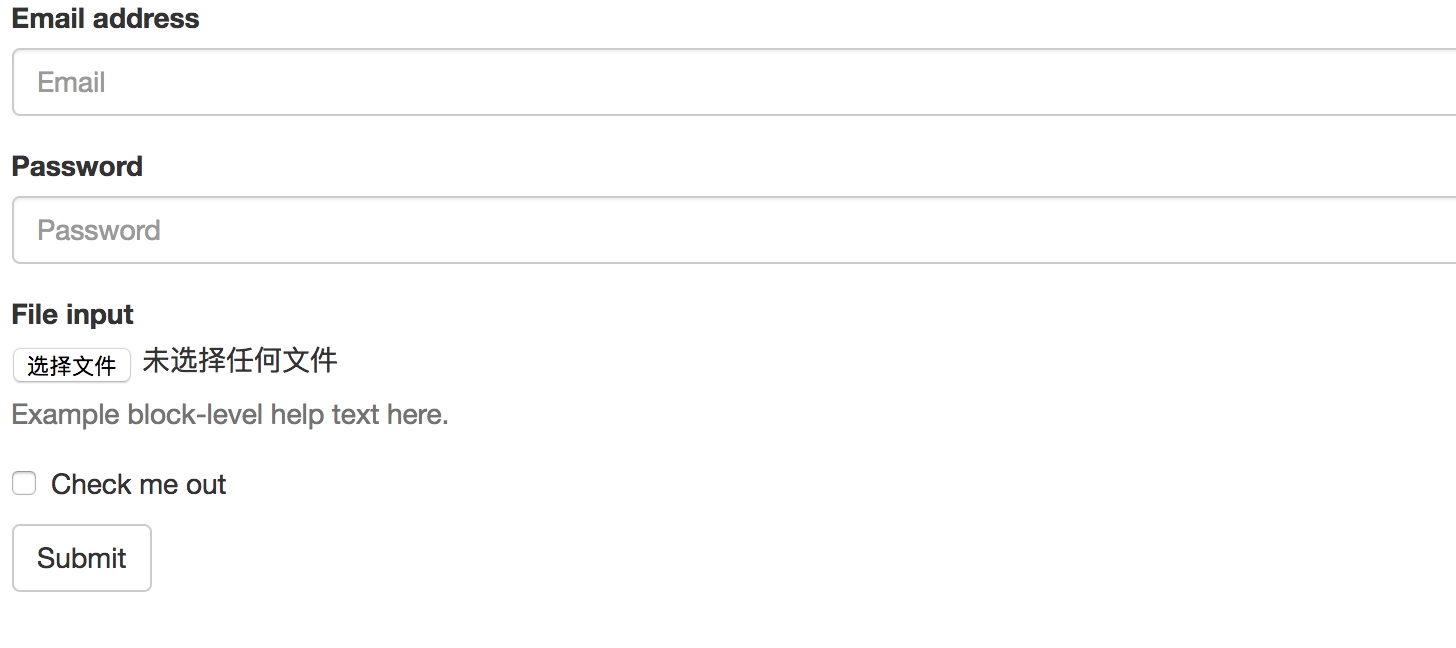 Email address
Email
Password
Password
File input
选择文件 未选择任何文件
Example block-level help text here.
Check me out
Submit